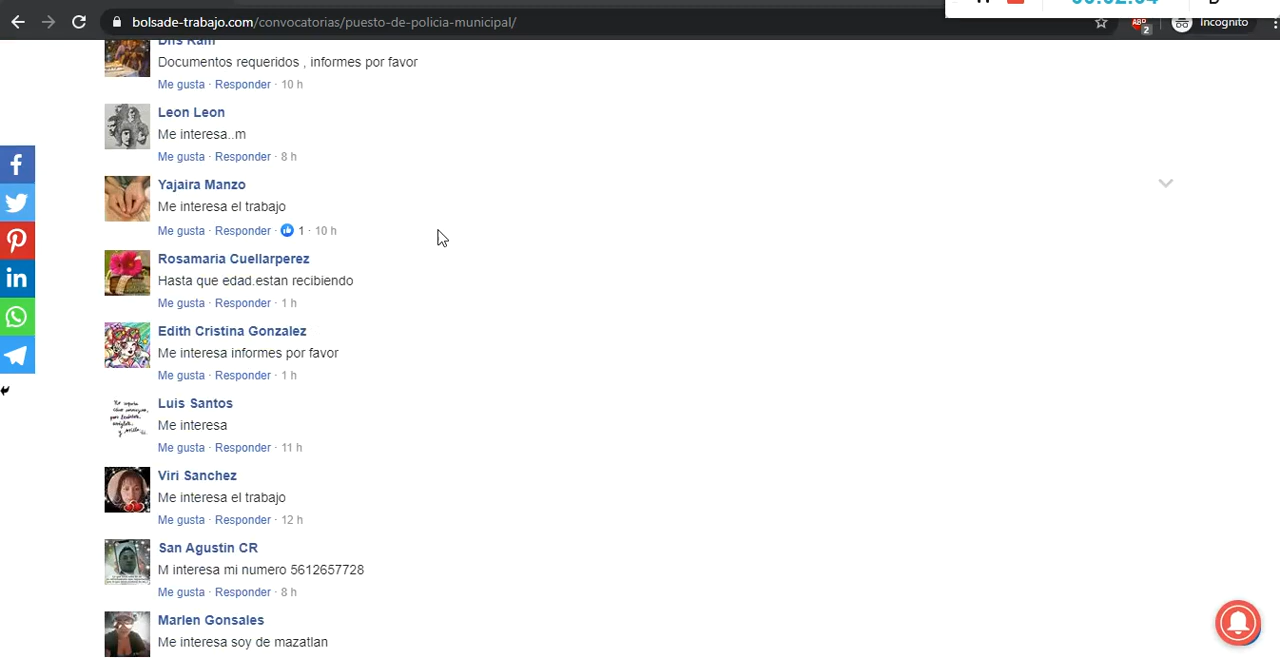 bolsade-trabajo.com/convocatorias/puesto-de-policia-municipal/
ABP
2
Incognito
Documentos requeridos , informes por favor
Me gusta · Responder · 10 h
Leon Leon
Me interesa..m
Me gusta · Responder · 8 h
Yajaira Manzo
Me interesa el trabajo
Me gusta · Responder · 1 · 10 h
Rosamaria Cuellarperez
Hasta que edad.estan recibiendo
Me gusta · Responder · 1 h
Edith Cristina Gonzalez
Me interesa informes por favor
Me gusta · Responder · 1 h
Luis Santos
Me interesa
Me gusta · Responder · 11 h
Viri Sanchez
Me interesa el trabajo
Me gusta · Responder · 12 h
San Agustin CR
M interesa mi numero 5612657728
Me gusta · Responder · 8 h
Marlen Gonsales
Me interesa soy de mazatlan